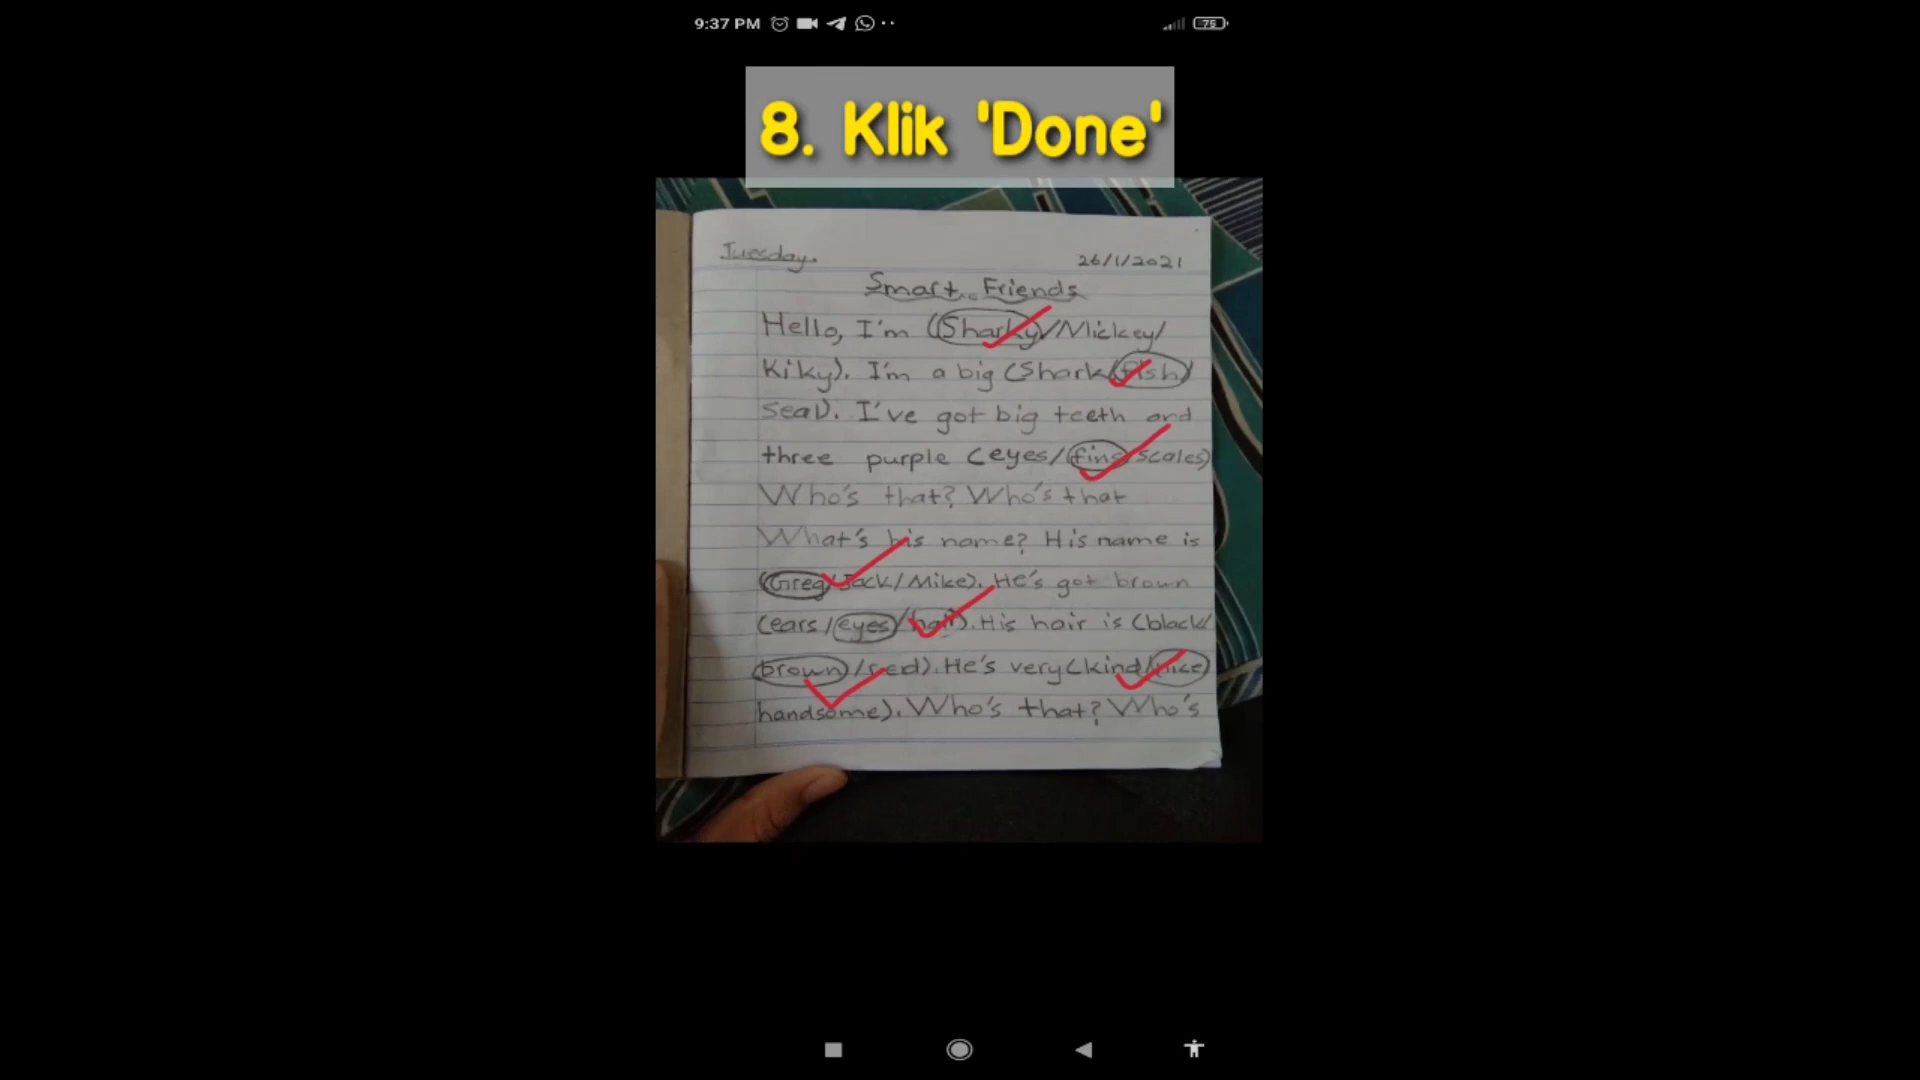 9:37 PM
75
8. Klik 'Done'
Tuesday.
26/1/2021
Smart Friends
Hello, I'm (Sharky/Mickey/
Kiky). I'm a big (Shark/fish/
seal). I've got big teeth and
three purple (eyes/fins/scales)
Who's that? Who's that
What's his name? His name is
(Greg/Jack/Mike). He's got brown
(ears/eyes/hair). His hair is (black/
brown/red). He's very (kind/nice/
handsome). Who's that? Who's